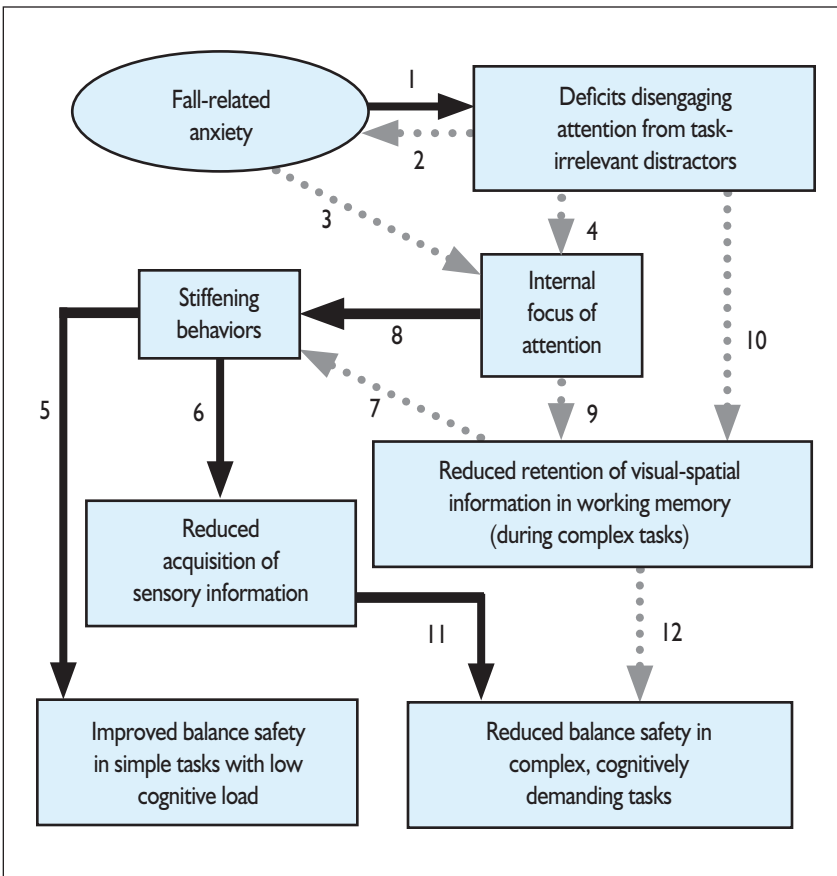 1
Fall-related
anxiety
Deficits disengaging
attention from task-
irrelevant distractors
2
3
4
Stiffening
behaviors
Internal
focus of
attention
8
10
5
6
7
9
Reduced retention of visual-spatial
information in working memory
(during complex tasks)
Reduced
acquisition of
sensory information
11
12
Improved balance safety
in simple tasks with low
cognitive load
Reduced balance safety in
complex, cognitively
demanding tasks